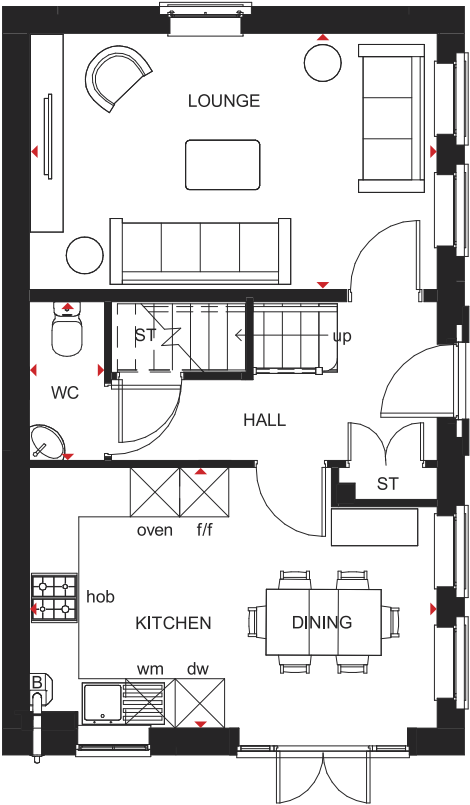 LOUNGE
ST
up
WC
HALL
ST
oven
f/f
hob
KITCHEN
DINING
wm
dw
B